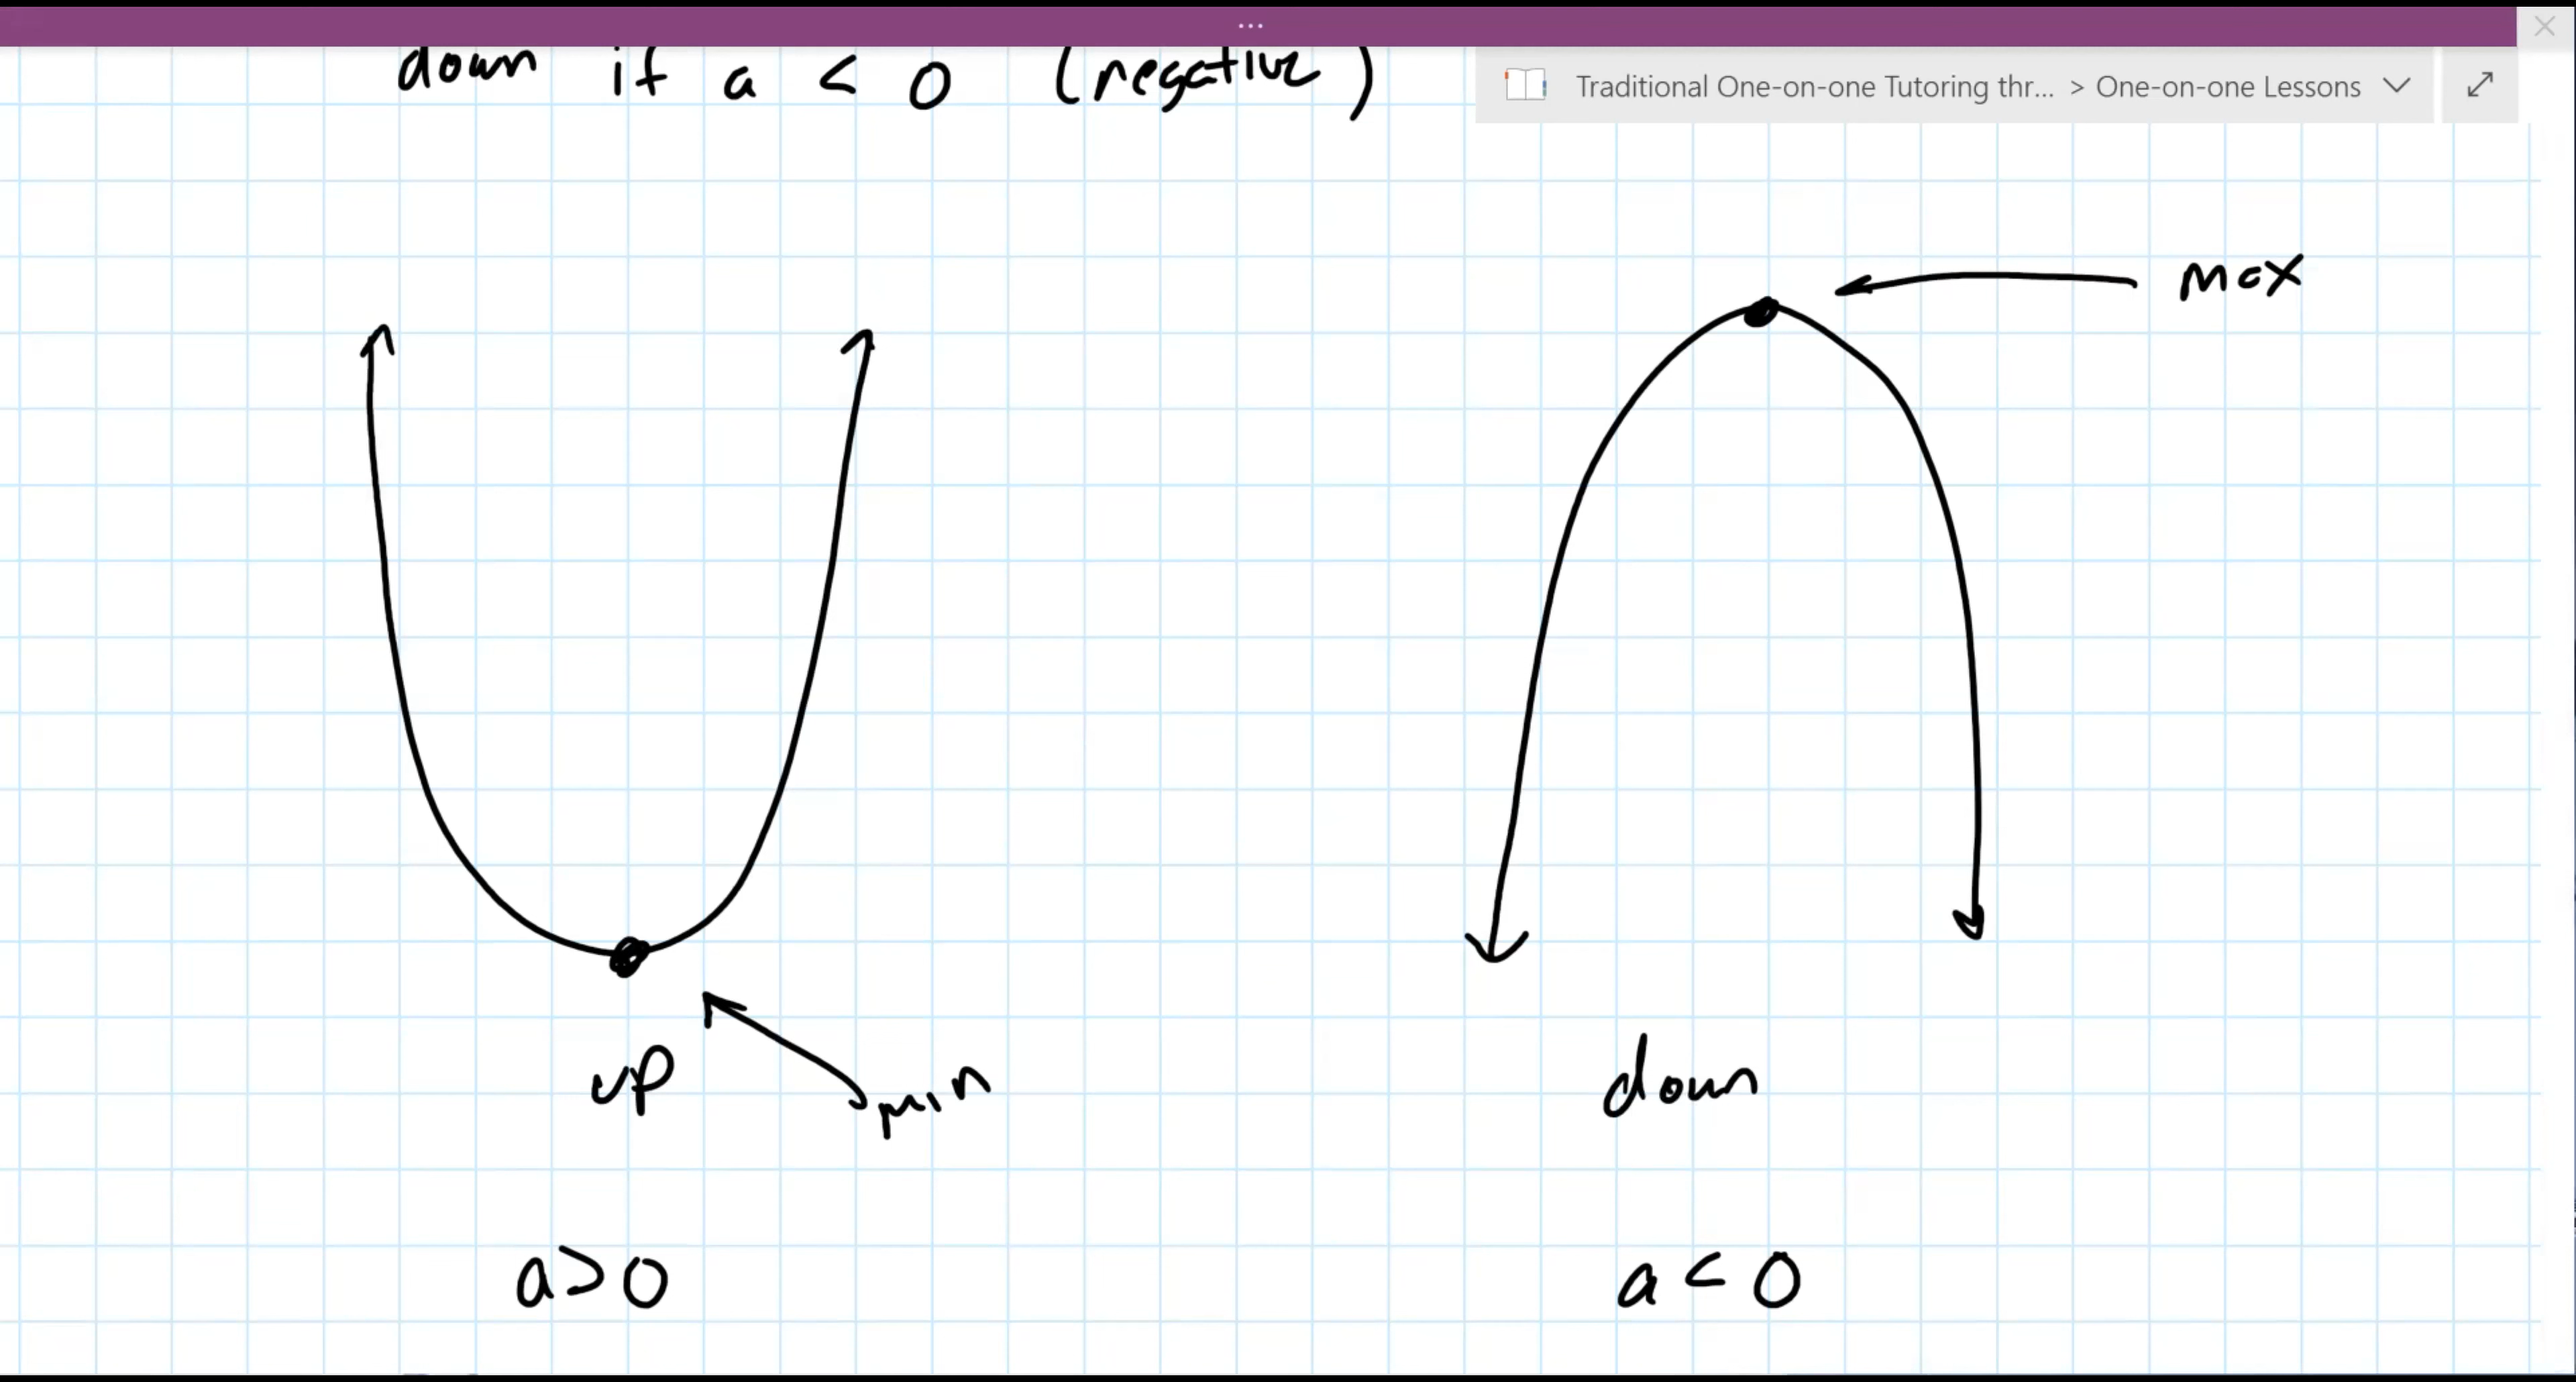 ...
down if a < 0 (negative)
Traditional One-on-one Tutoring thr... > One-on-one Lessons
max
up
min
down
a>0
a<0